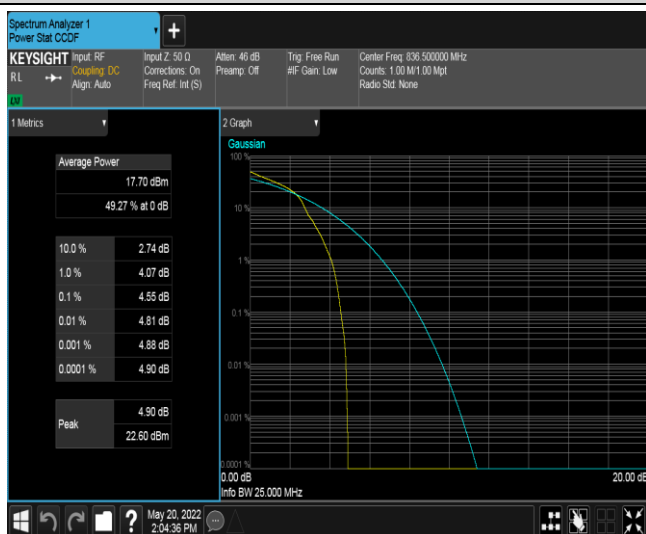 Spectrum Analyzer 1
Power Stat CCDF
KEYSIGHT
RL
Input: RF
Coupling: DC
Align: Auto
Input Z: 50 Ω
Corrections: On
Freq Ref: Int (S)
Atten: 46 dB
Preamp: Off
Trig: Free Run
#IF Gain: Low
Center Freq: 836.500000 MHz
Counts: 1.00 M/1.00 Mpt
Radio Std: None
1 Metrics
Average Power
17.70 dBm
49.27 % at 0 dB
10.0 % 2.74 dB
1.0 % 4.07 dB
0.1 % 4.55 dB
0.01 % 4.81 dB
0.001 % 4.88 dB
0.0001 % 4.90 dB
Peak
4.90 dB
22.60 dBm
2 Graph
Gaussian
100 %
10 %
1 %
0.1 %
0.01 %
0.001 %
0.0001 %
0.00 dB
20.00 dB
Info BW 25.000 MHz
May 20, 2022
2:04:36 PM